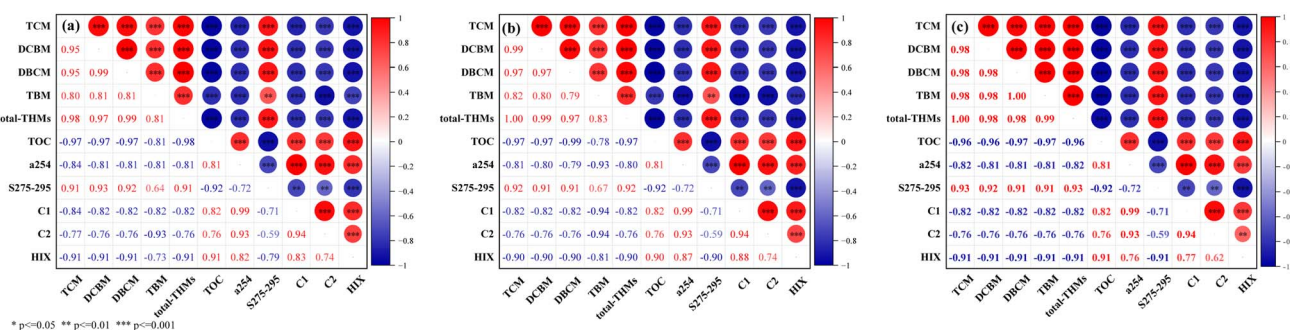 (a)
TCM *** *** *** *** *** *** *** *** *** ***
DCBM 0.95 *** *** *** *** *** *** *** *** ***
DBCM 0.95 0.99 *** *** *** *** *** *** *** ***
TBM 0.80 0.81 0.81 *** *** *** ** *** *** ***
total-THMs 0.98 0.97 0.99 0.81 *** *** *** *** *** ***
TOC -0.97 -0.97 -0.97 -0.81 -0.98 *** *** *** *** ***
a254 -0.84 -0.81 -0.81 -0.81 -0.81 0.81 *** *** *** ***
S275-295 0.91 0.93 0.92 0.64 0.91 -0.92 -0.72 ** ** ***
C1 -0.84 -0.82 -0.82 -0.82 -0.82 0.82 0.99 -0.71 *** ***
C2 -0.77 -0.76 -0.76 -0.93 -0.76 0.76 0.93 -0.59 0.94 ***
HIX -0.91 -0.91 -0.91 -0.73 -0.91 0.91 0.82 -0.79 0.83 0.74
TCM DCBM DBCM TBM total-THMs TOC a254 S275-295 C1 C2 HIX
1
0.8
0.6
0.4
0.2
0
-0.2
-0.4
-0.6
-0.8
-1
* p<=0.05 ** p<=0.01 *** p<=0.001
(b)
TCM *** *** *** *** *** *** *** *** *** ***
DCBM 0.99 *** *** *** *** *** *** *** *** ***
DBCM 0.97 0.97 *** *** *** *** *** *** *** ***
TBM 0.82 0.80 0.79 *** *** *** ** *** *** ***
total-THMs 1.00 0.99 0.97 0.83 *** *** *** *** *** ***
TOC -0.97 -0.97 -0.99 -0.78 -0.97 *** *** *** *** ***
a254 -0.81 -0.80 -0.79 -0.94 -0.81 0.81 *** *** *** ***
S275-295 0.92 0.91 0.91 0.67 0.92 -0.92 -0.72 ** ** ***
C1 -0.82 -0.82 -0.82 -0.94 -0.82 0.82 0.99 -0.71 *** ***
C2 -0.76 -0.76 -0.76 -0.93 -0.76 0.76 0.93 -0.59 0.94 ***
HIX -0.90 -0.90 -0.90 -0.81 -0.90 0.90 0.87 -0.90 0.88 0.74
TCM DCBM DBCM TBM total-THMs TOC a254 S275-295 C1 C2 HIX
1
0.8
0.6
0.4
0.2
0
-0.2
-0.4
-0.6
-0.8
-1
(c)
TCM *** *** *** *** *** *** *** *** *** ***
DCBM 0.98 *** *** *** *** *** *** *** *** ***
DBCM 0.98 0.98 *** *** *** *** *** *** *** ***
TBM 0.98 0.98 1.00 *** *** *** *** *** *** ***
total-THMs 1.00 0.98 0.98 0.99 *** *** *** *** *** ***
TOC -0.96 -0.96 -0.97 -0.97 -0.96 *** *** *** *** ***
a254 -0.82 -0.81 -0.81 -0.81 -0.82 0.81 *** *** *** ***
S275-295 0.93 0.92 0.91 0.91 0.93 -0.92 -0.72 ** ** ***
C1 -0.82 -0.82 -0.82 -0.82 -0.82 0.82 0.99 -0.71 *** ***
C2 -0.76 -0.76 -0.76 -0.76 -0.76 0.76 0.93 -0.59 0.94 **
HIX -0.91 -0.91 -0.91 -0.91 -0.91 0.91 0.76 -0.91 0.77 0.62
TCM DCBM DBCM TBM total-THMs TOC a254 S275-295 C1 C2 HIX